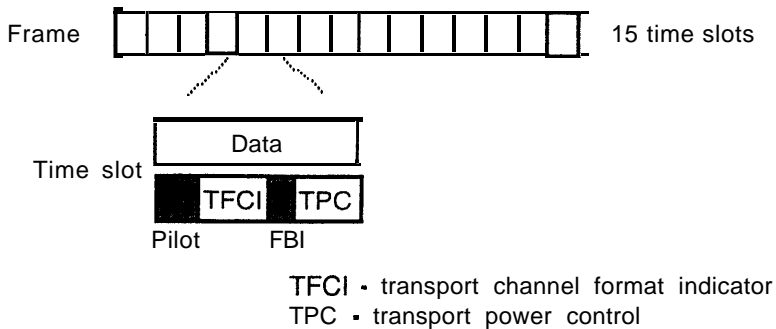 Frame 15 time slots
Data
Time slot
TFCI TPC
Pilot FBI
TFCI - transport channel format indicator
TPC - transport power control